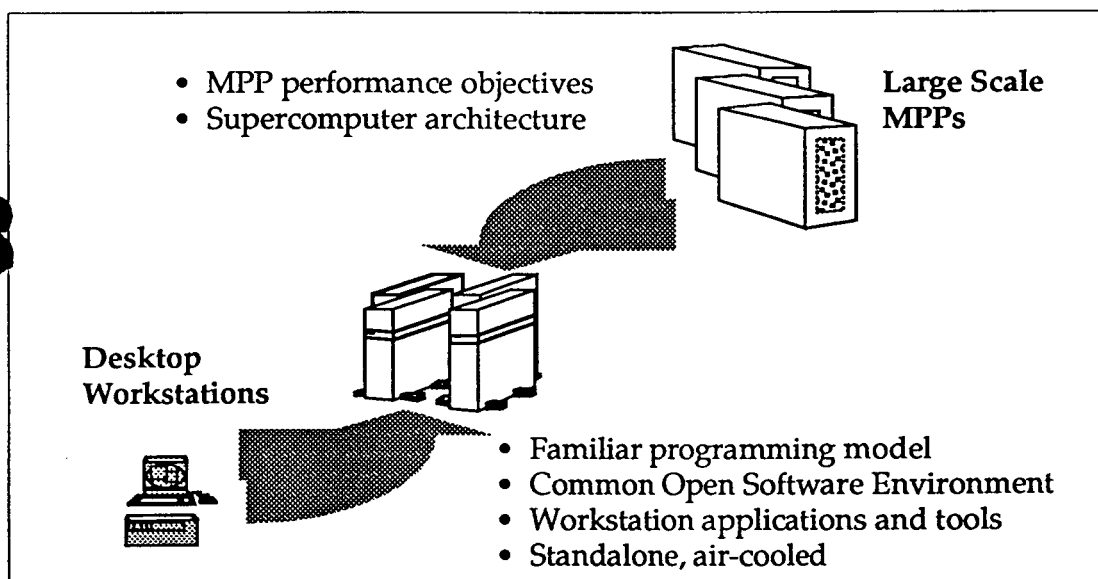 • MPP performance objectives
• Supercomputer architecture
Large Scale
MPPs
Desktop
Workstations
• Familiar programming model
• Common Open Software Environment
• Workstation applications and tools
• Standalone, air-cooled